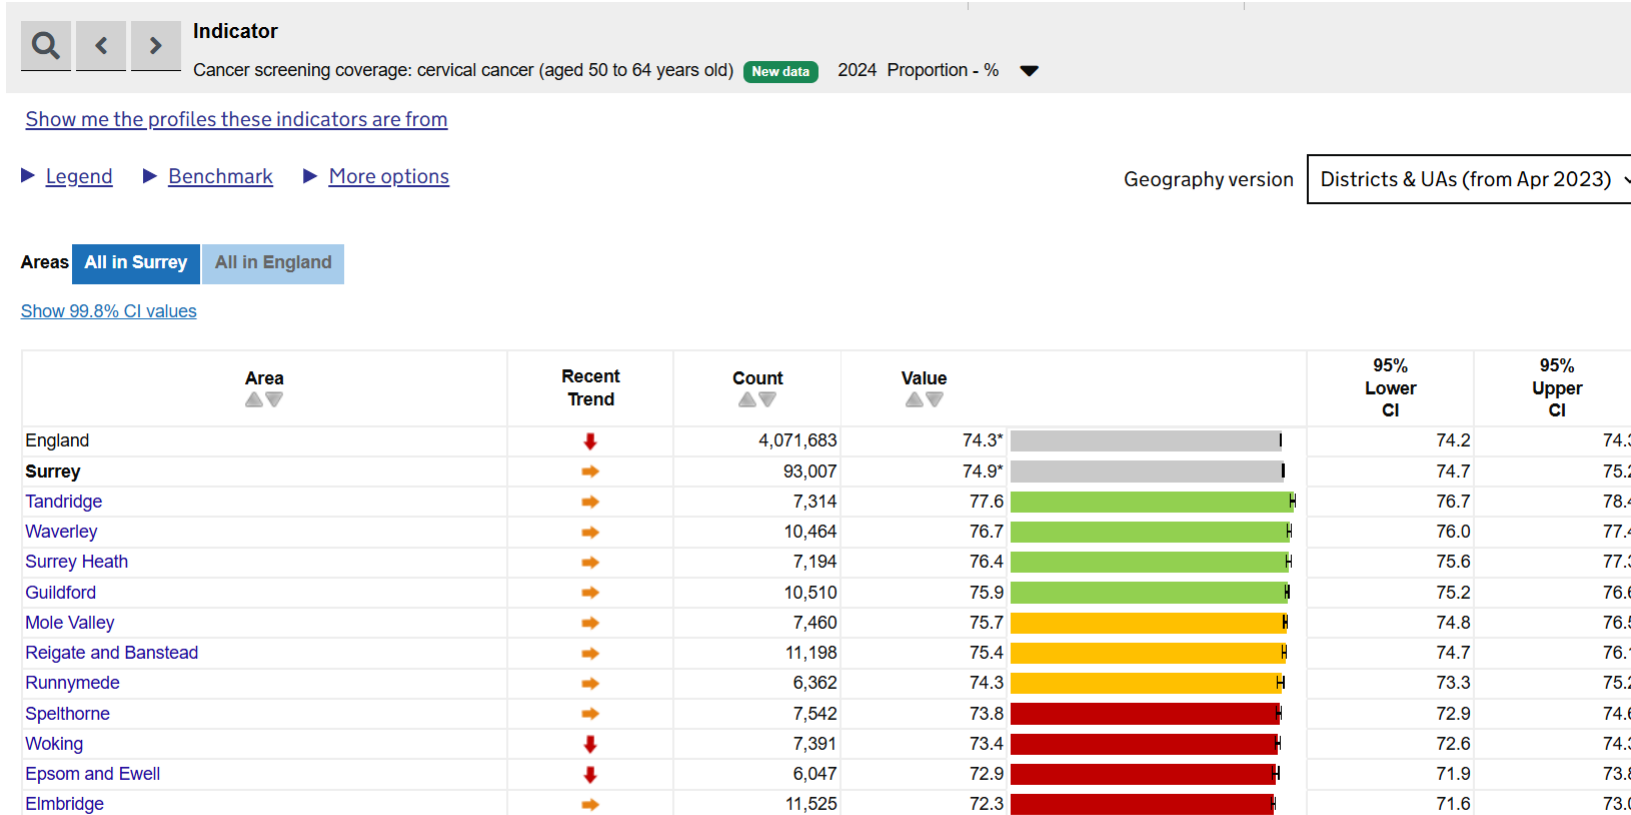 Indicator
Cancer screening coverage: cervical cancer (aged 50 to 64 years old) New data 2024 Proportion - %
Show me the profiles these indicators are from
Legend Benchmark More options Geography version Districts & UAs (from Apr 2023)
Areas All in Surrey All in England
Show 99.8% CI values
Area Recent Trend Count Value 95% Lower CI 95% Upper CI
England 4,071,683 74.3* 74.2
Surrey 93,007 74.9* 74.7
Tandridge 7,314 77.6 76.7
Waverley 10,464 76.7 76.0
Surrey Heath 7,194 76.4 75.6
Guildford 10,510 75.9 75.2
Mole Valley 7,460 75.7 74.8
Reigate and Banstead 11,198 75.4 74.7
Runnymede 6,362 74.3 73.3
Spelthorne 7,542 73.8 72.9
Woking 7,391 73.4 72.6
Epsom and Ewell 6,047 72.9 71.9
Elmbridge 11,525 72.3 71.6